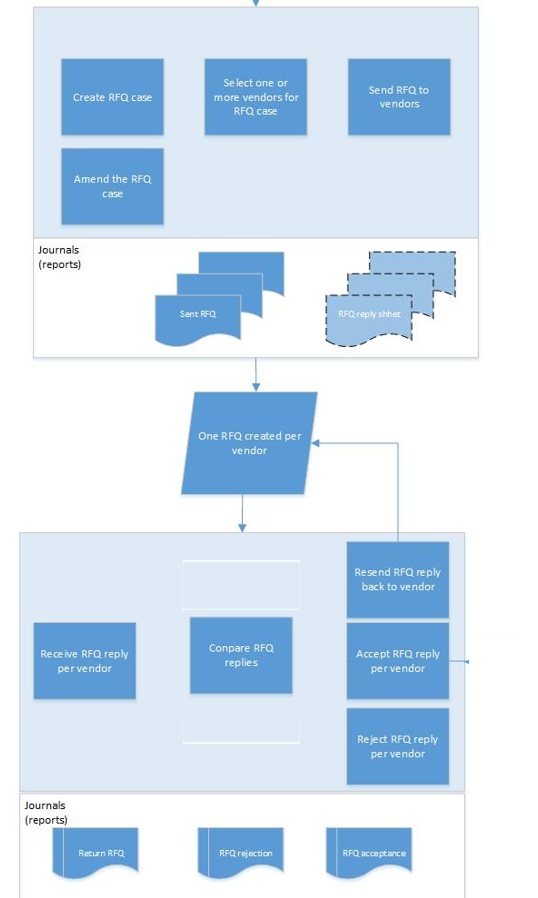 Create RFQ case
Select one or
more vendors for
RFQ case
Send RFQ to
vendors
Amend the RFQ
case
Journals
(reports)
Sent RFQ
RFQ reply shhet
One RFQ created per
vendor
Resend RFQ reply
back to vendor
Receive RFQ reply
per vendor
Conpare RFQ
replies
Accept RFQ reply
per vendor
Reject RFQ reply
per vendor
Journals
(reports)
Return RFQ
RFQ rejection
RFQ acceptance